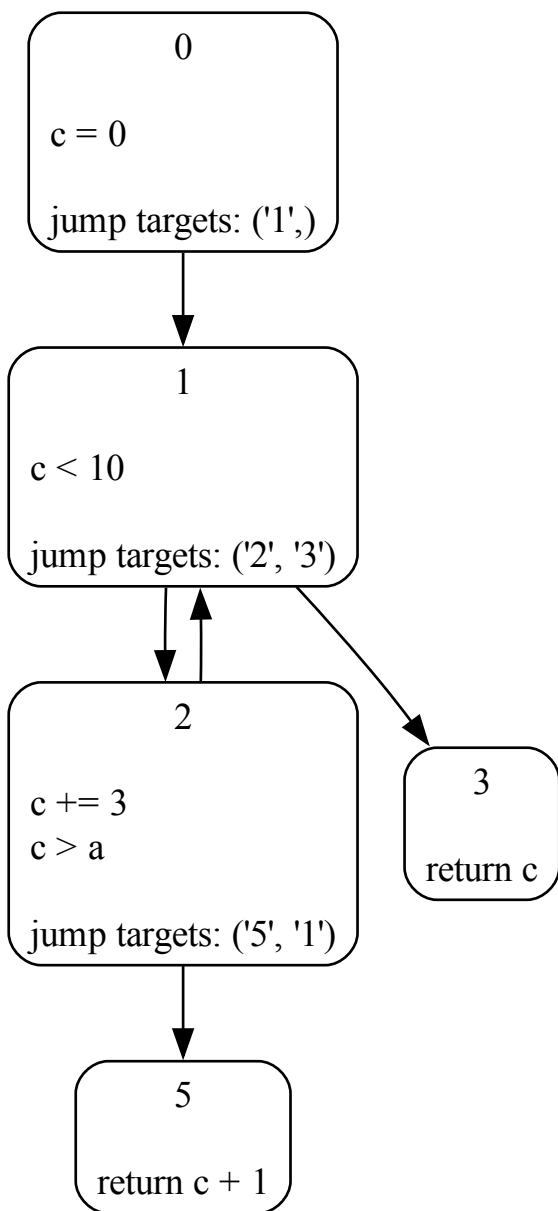 0
c = 0
jump targets: ('1',)
1
c < 10
jump targets: ('2', '3')
2
c += 3
c > a
jump targets: ('5', '1')
3
return c
5
return c + 1